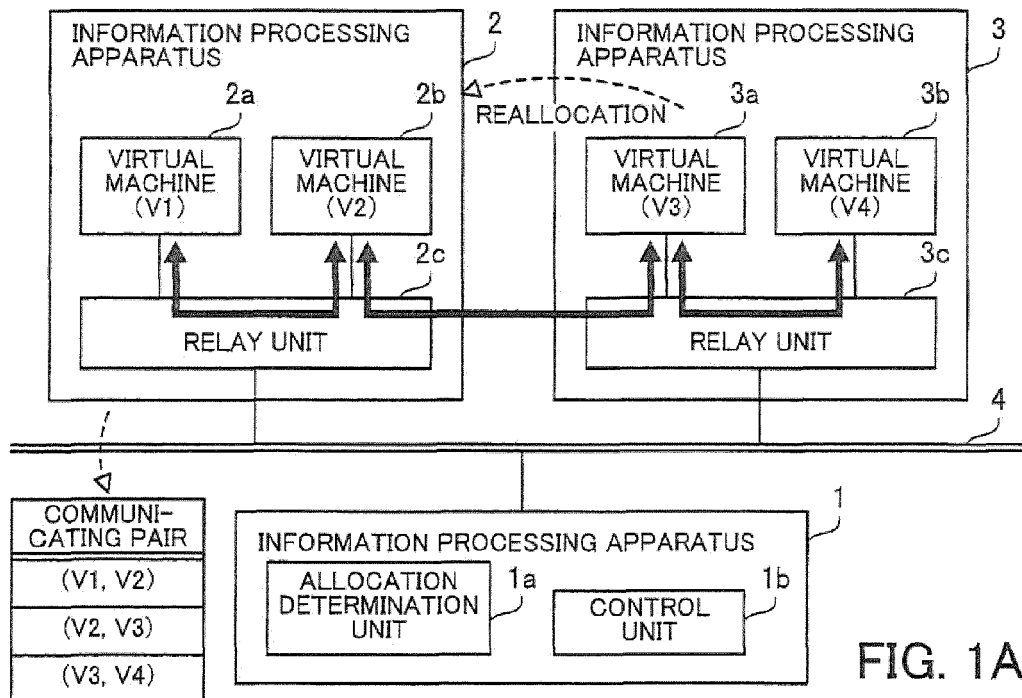 INFORMATION PROCESSING
APPARATUS
2
2a
2b
VIRTUAL
MACHINE
(V1)
VIRTUAL
MACHINE
(V2)
2c
RELAY UNIT
REALLOCATION
INFORMATION PROCESSING
APPARATUS
3
3a
3b
VIRTUAL
MACHINE
(V3)
VIRTUAL
MACHINE
(V4)
3c
RELAY UNIT
4
COMMUNI-
CATING PAIR
(V1, V2)
(V2, V3)
(V3, V4)
1
INFORMATION PROCESSING APPARATUS
ALLOCATION
DETERMINATION
UNIT
1a
CONTROL
UNIT
1b
FIG. 1A